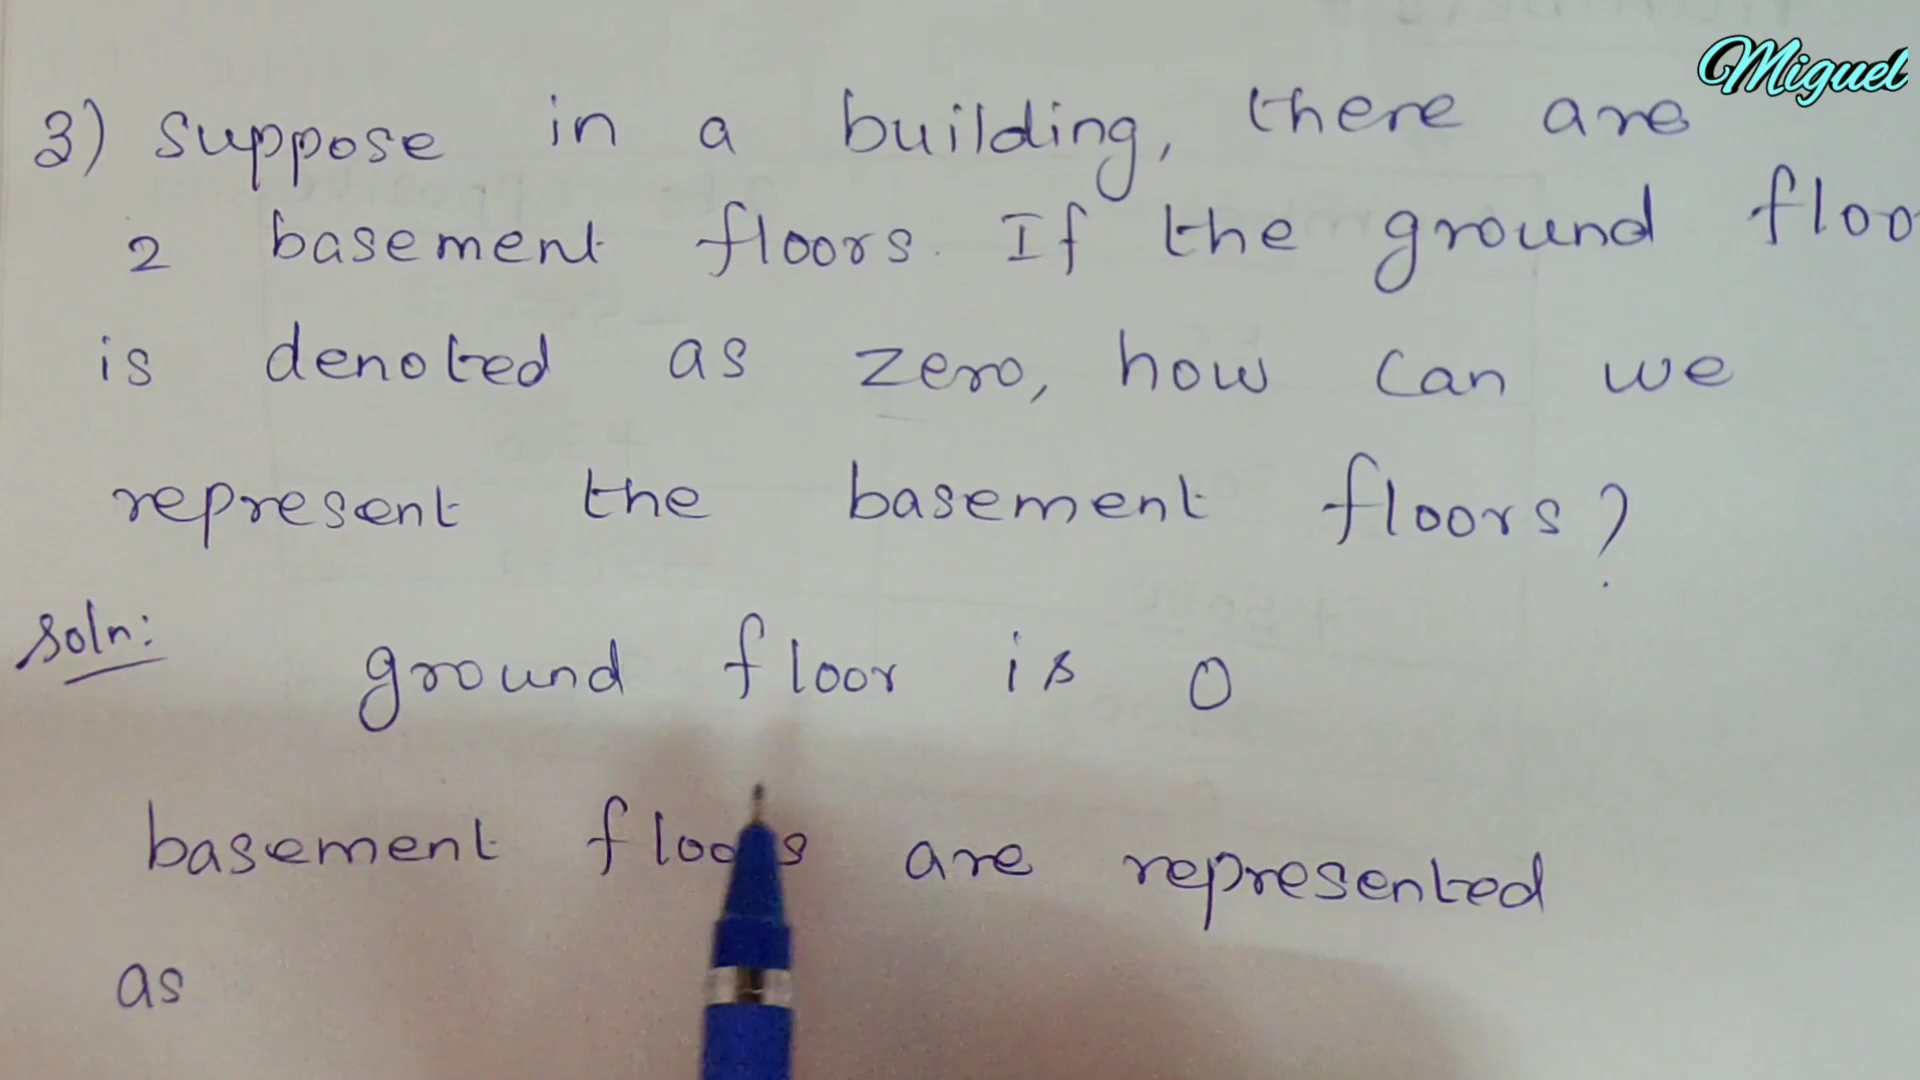 Miguel
3) Suppose in a building, there are
2 basement floors. If the ground floo
is denoted as zero, how can we
represent the basement floors?
Soln: ground floor is 0
basement floors are represented
as